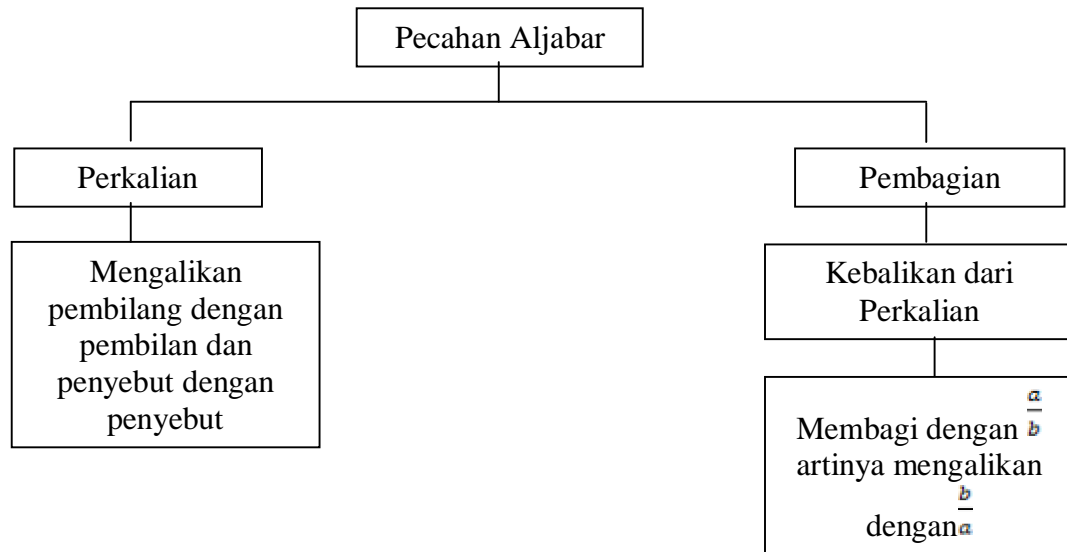 Pecahan Aljabar
Perkalian
Pembagian
Mengalikan
pembilang dengan
pembilan dan
penyebut dengan
penyebut
Kebalikan dari
Perkalian
Membagi dengan a/b
artinya mengalikan
dengan b/a